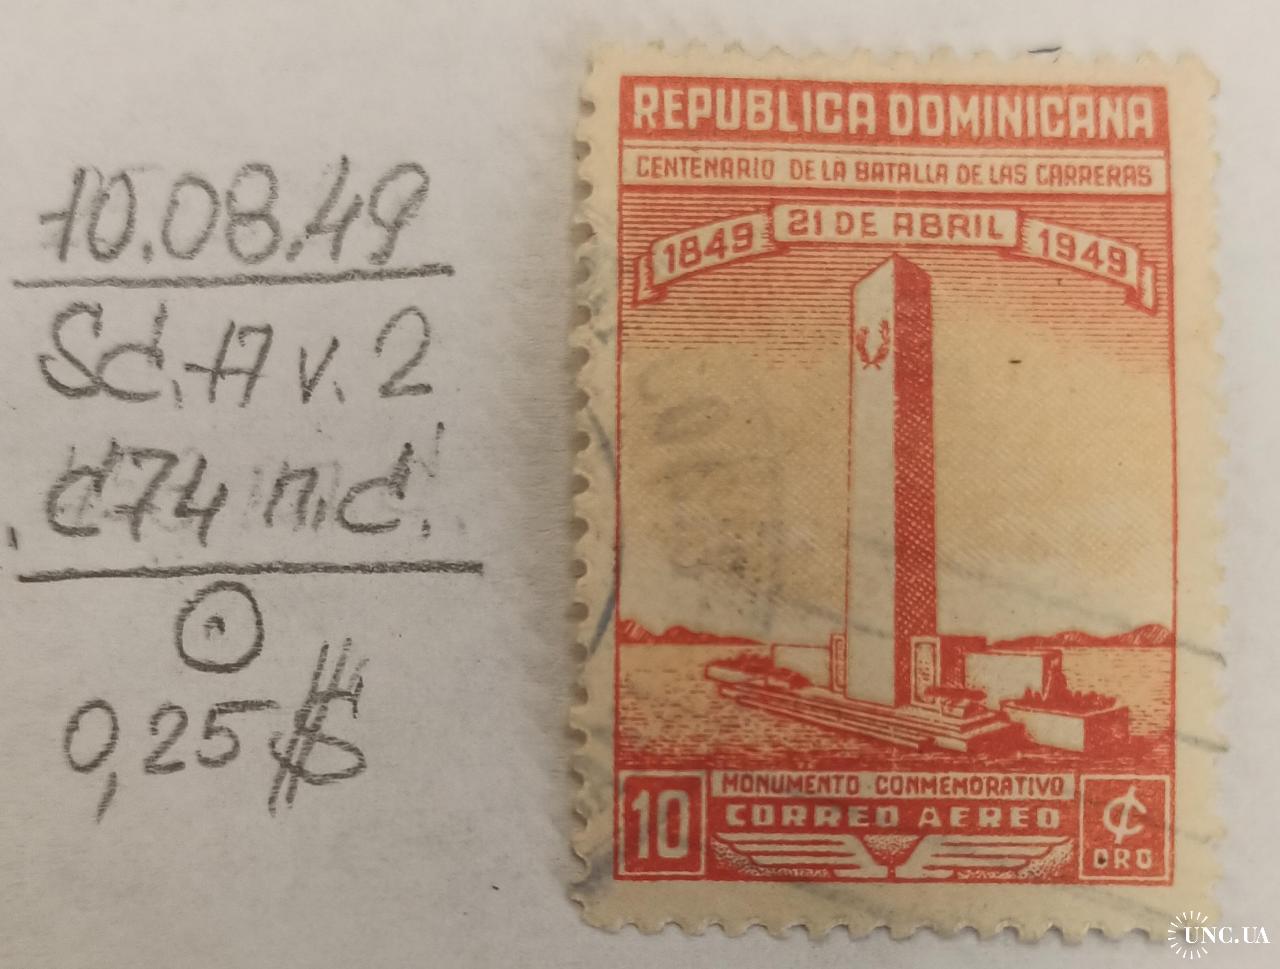 10.08.49
Sc.-A v. 2
C74 n.c.
0,25 $
REPUBLICA DOMINICANA
CENTENARIO DE LA BATALLA DE LAS CARRERAS
1849 21 DE ABRIL 1949
MONUMENTO CONMEMORATIVO
10 CORREO AEREO ¢
ORO
UNC.UA